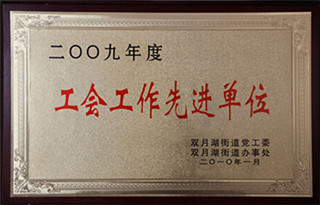 二〇〇九年度
工会工作先进单位
双月湖街道党工委
双月湖街道办事处
二〇一〇年一月